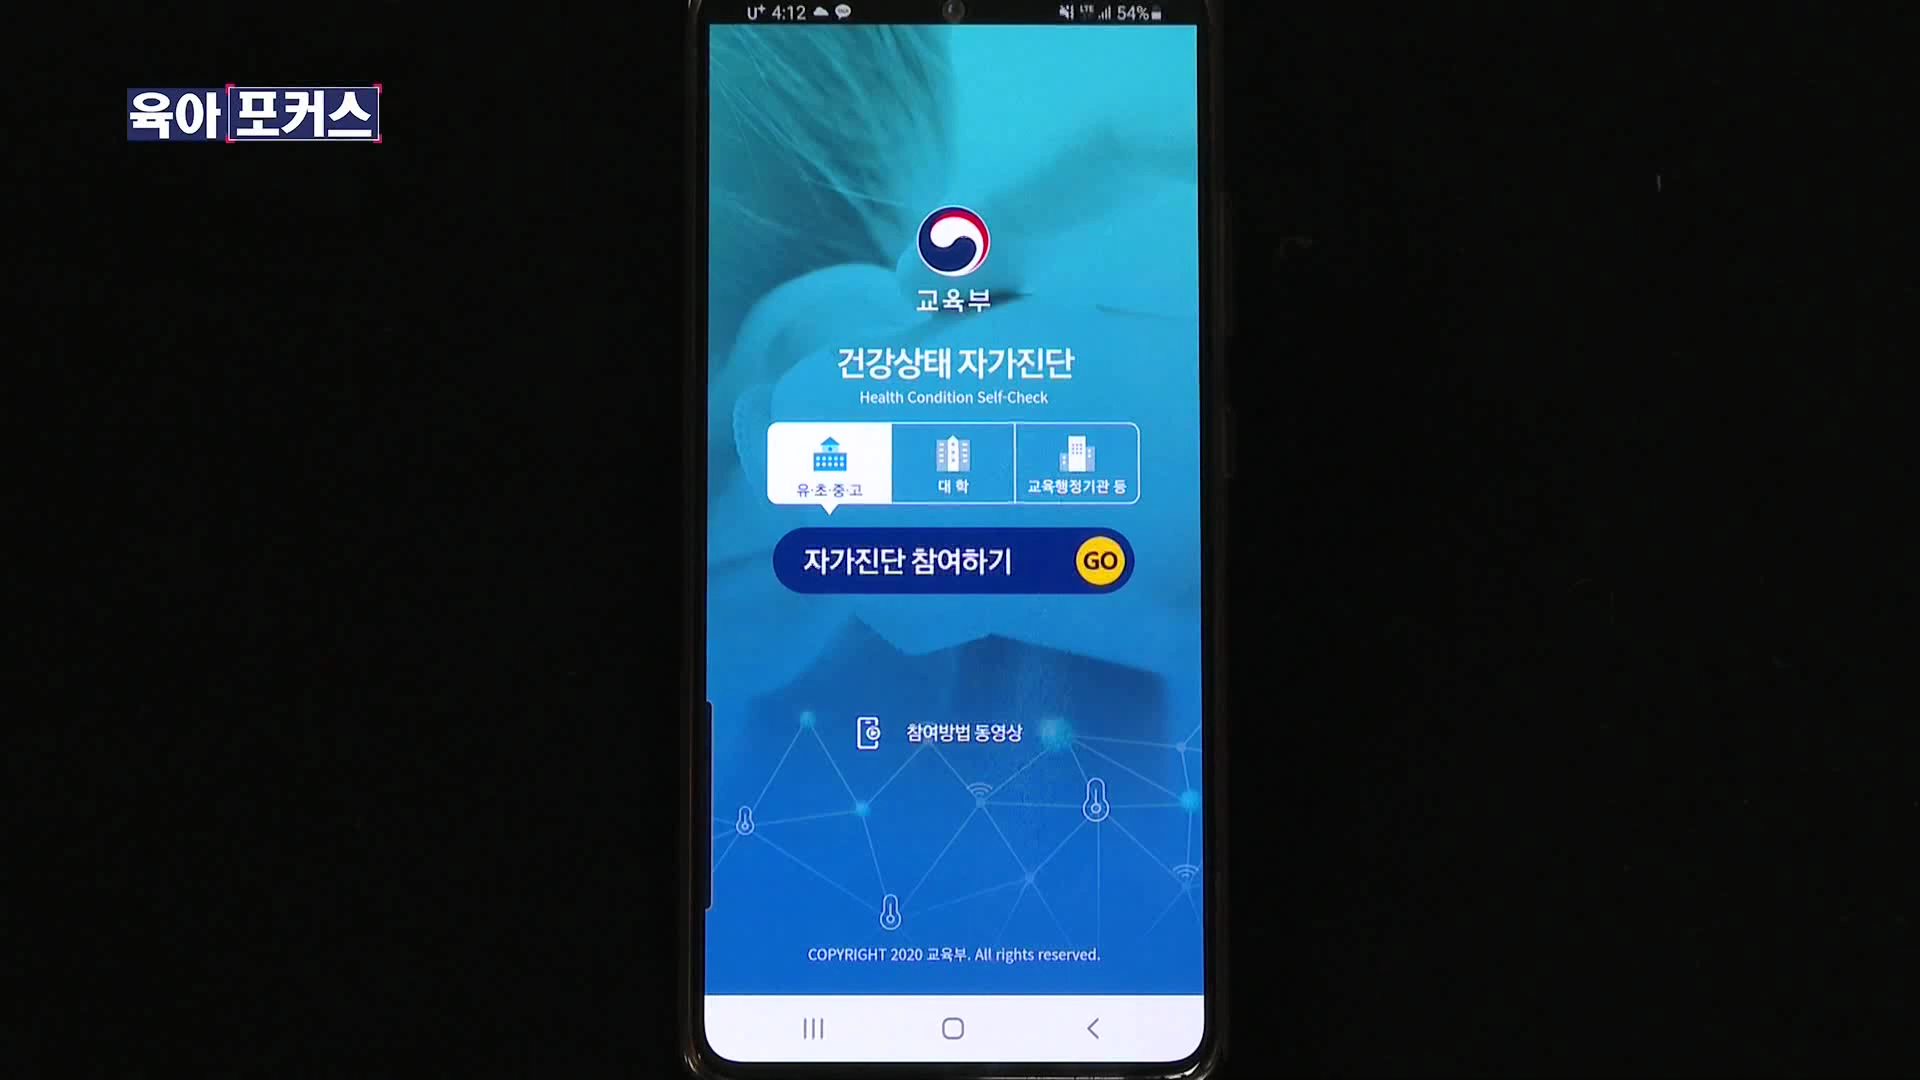 U+ 4:12 LTE 54%
육아 포커스
교육부
건강상태 자가진단
Health Condition Self-Check
유·초·중·고
대학
교육행정기관 등
자가진단 참여하기 GO
참여방법 동영상
COPYRIGHT 2020 교육부. All rights reserved.